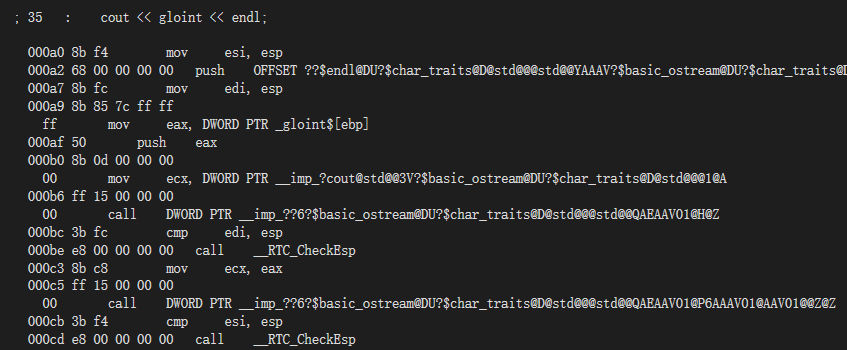 ; 35   :    cout << gloint << endl;
000a0 8b f4 mov esi, esp
000a2 68 00 00 00 00 push OFFSET ??$endl@DU?$char_traits@D@std@@@std@@YAAAV?$basic_ostream@DU?$char_traits@D
000a7 8b fc mov edi, esp
000a9 8b 85 7c ff ff
ff mov eax, DWORD PTR _gloint$[ebp]
000af 50 push eax
000b0 8b 0d 00 00 00
00 mov ecx, DWORD PTR __imp_?cout@std@@3V?$basic_ostream@DU?$char_traits@D@std@@@1@A
000b6 ff 15 00 00 00
00 call DWORD PTR __imp_??6?$basic_ostream@DU?$char_traits@D@std@@@std@@QAEAAV01@H@Z
000bc 3b fc cmp edi, esp
000be e8 00 00 00 00 call __RTC_CheckEsp
000c3 8b c8 mov ecx, eax
000c5 ff 15 00 00 00
00 call DWORD PTR __imp_??6?$basic_ostream@DU?$char_traits@D@std@@@std@@QAEAAV01@P6AAAV01@AAV01@@Z@Z
000cb 3b f4 cmp esi, esp
000cd e8 00 00 00 00 call __RTC_CheckEsp